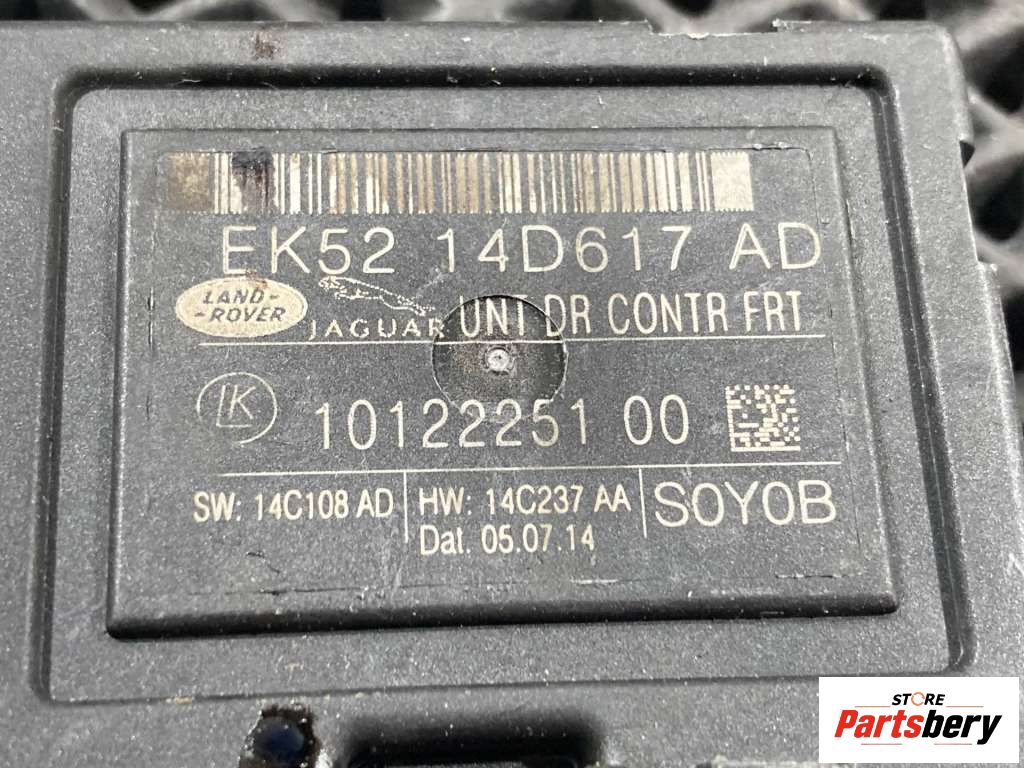 EK52 14D617 AD
LAND-
-ROVER
JAGUAR
UNT DR CONTR FRT
LK
10122251 00
SW: 14C108 AD
HW: 14C237 AA
Dat. 05.07.14
SOYOB
STORE
Partsbery